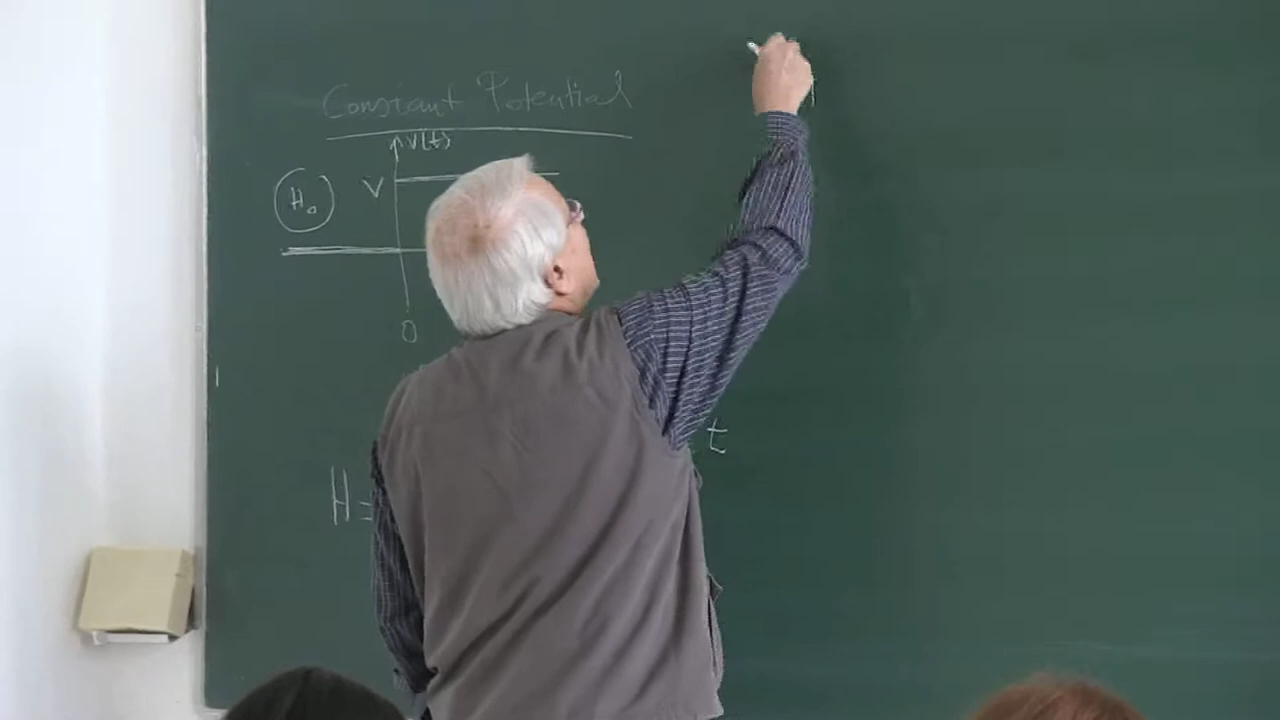 Constant Potential
V(t)
H₀
V
0
t
H=